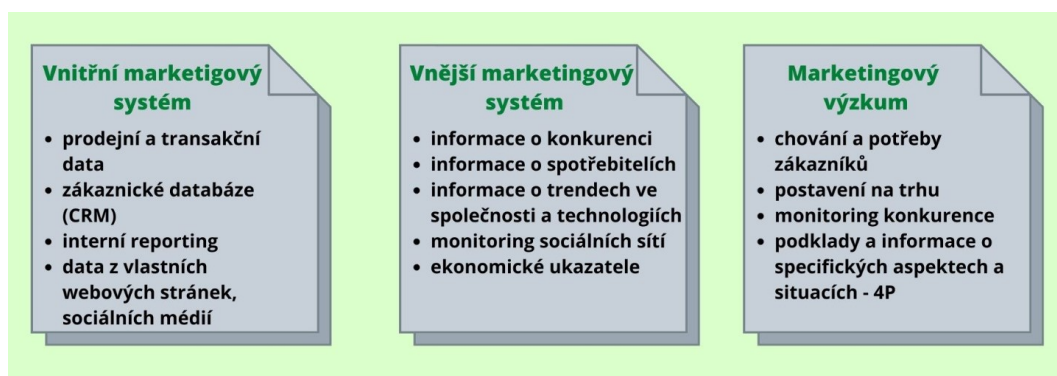 Vnitřní marketigový
systém
• prodejní a transakční
data
• zákaznické databáze
(CRM)
• interní reporting
• data z vlastních
webových stránek,
sociálních médií
Vnější marketingový
systém
• informace o konkurenci
• informace o spotřebitelích
• informace o trendech ve
společnosti a technologiích
• monitoring sociálních sítí
• ekonomické ukazatele
Marketingový
výzkum
• chování a potřeby
zákazníků
• postavení na trhu
• monitoring konkurence
• podklady a informace o
specifických aspektech a
situacích - 4P